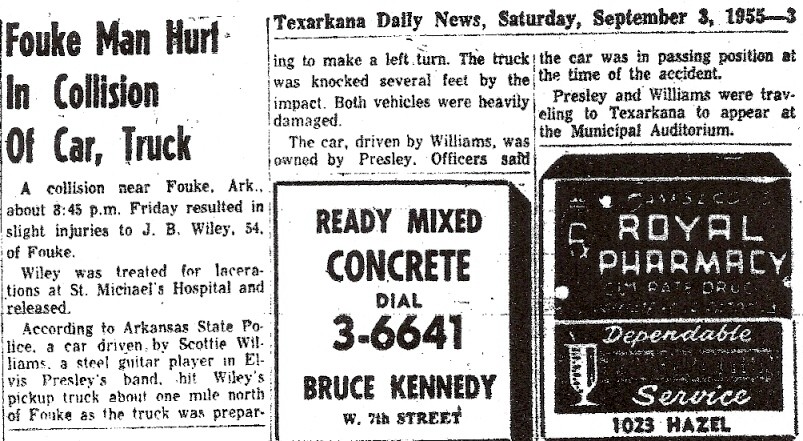 Fouke Man Hurt
In Collision
Of Car, Truck
A collision near Fouke, Ark.,
about 8:45 p.m. Friday resulted in
slight injuries to J. B. Wiley, 54,
of Fouke.
Wiley was treated for lacera-
tions at St. Michael's Hospital and
released.
According to Arkansas State Po-
lice, a car driven by Scottie Wil-
liams, a steel guitar player in El-
vis Presley's band, hit Wiley's
pickup truck about one mile north
of Fouke as the truck was prepar-
Texarkana Daily News, Saturday, September 3, 1955—3
ing to make a left turn. The truck
was knocked several feet by the
impact. Both vehicles were heavily
damaged.
The car, driven by Williams, was
owned by Presley. Officers said
the car was in passing position at
the time of the accident.
Presley and Williams were trav-
eling to Texarkana to appear at
the Municipal Auditorium.
READY MIXED
CONCRETE
DIAL
3-6641
BRUCE KENNEDY
W. 7th STREET
ROYAL
PHARMACY
CUT RATE DRUG
Dependable
Service
1023 HAZEL